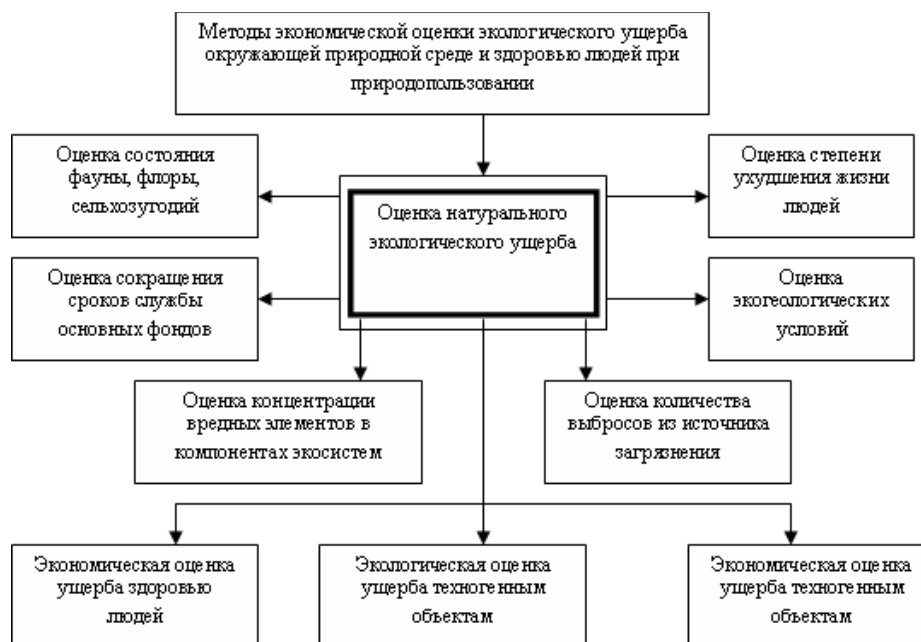 Методы экономической оценки экологического ущерба
окружающей природной среде и здоровью людей при
природопользовании
Оценка состояния
фауны, флоры,
сельхозугодий
Оценка степени
ухудшения жизни
людей
Оценка натурального
экологического ущерба
Оценка сокращения
сроков службы
основных фондов
Оценка
экогеологических
условий
Оценка концентрации
вредных элементов в
компонентах экосистем
Оценка количества
выбросов из источника
загрязнения
Экономическая оценка
ущерба здоровью
людей
Экологическая оценка
ущерба техногенным
объектам
Экономическая оценка
ущерба техногенным
объектам